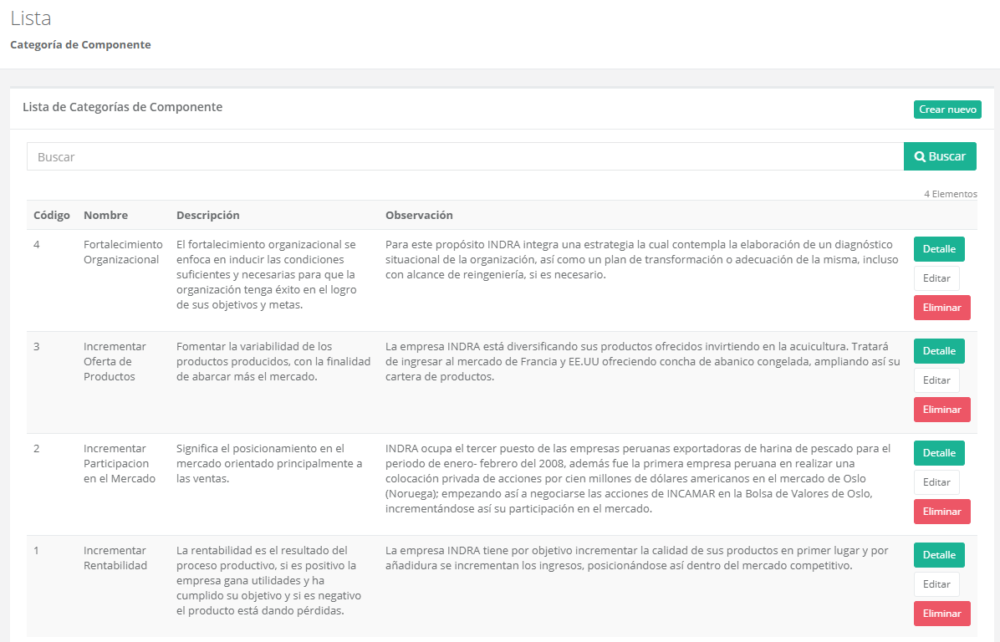 Lista
Categoría de Componente
Lista de Categorías de Componente
Crear nuevo
Buscar
Buscar
4 Elementos
Código Nombre Descripción Observación
4
Fortalecimiento
Organizacional
El fortalecimiento organizacional se
enfoca en inducir las condiciones
suficientes y necesarias para que la
organización tenga éxito en el logro
de sus objetivos y metas.
Para este propósito INDRA integra una estrategia la cual contempla la elaboración de un diagnóstico
situacional de la organización, así como un plan de transformación o adecuación de la misma, incluso
con alcance de reingeniería, si es necesario.
Detalle
Editar
Eliminar
3
Incrementar
Oferta de
Productos
Fomentar la variabilidad de los
productos producidos, con la finalidad
de abarcar más el mercado.
La empresa INDRA está diversificando sus productos ofrecidos invirtiendo en la acuicultura. Tratará
de ingresar al mercado de Francia y EE.UU ofreciendo concha de abanico congelada, ampliando así su
cartera de productos.
Detalle
Editar
Eliminar
2
Incrementar
Participacion
en el Mercado
Significa el posicionamiento en el
mercado orientado principalmente a
las ventas.
INDRA ocupa el tercer puesto de las empresas peruanas exportadoras de harina de pescado para el
periodo de enero- febrero del 2008, además fue la primera empresa peruana en realizar una
colocación privada de acciones por cien millones de dólares americanos en el mercado de Oslo
(Noruega); empezando así a negociarse las acciones de INCAMAR en la Bolsa de Valores de Oslo,
incrementándose así su participación en el mercado.
Detalle
Editar
Eliminar
1
Incrementar
Rentabilidad
La rentabilidad es el resultado del
proceso productivo, si es positivo la
empresa gana utilidades y ha
cumplido su objetivo y si es negativo
el producto está dando pérdidas.
La empresa INDRA tiene por objetivo incrementar la calidad de sus productos en primer lugar y por
añadidura se incrementan los ingresos, posicionándose así dentro del mercado competitivo.
Detalle
Editar
Eliminar